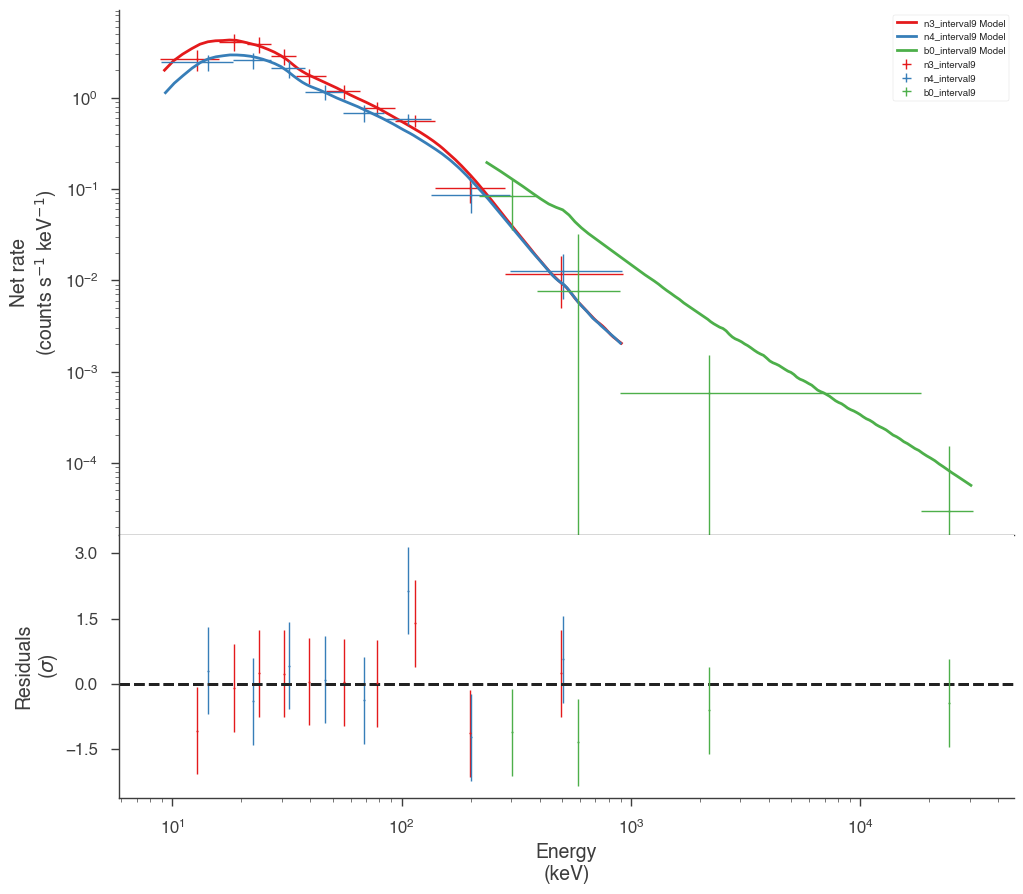 n3_interval9 Model
n4_interval9 Model
b0_interval9 Model
n3_interval9
n4_interval9
b0_interval9
Net rate
(counts s⁻¹ keV⁻¹)
10⁰
10⁻¹
10⁻²
10⁻³
10⁻⁴
Residuals
(σ)
3.0
1.5
0.0
−1.5
10¹ 10² 10³ 10⁴
Energy
(keV)